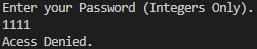 Enter your Password (Integers Only).
1111
Acess Denied.